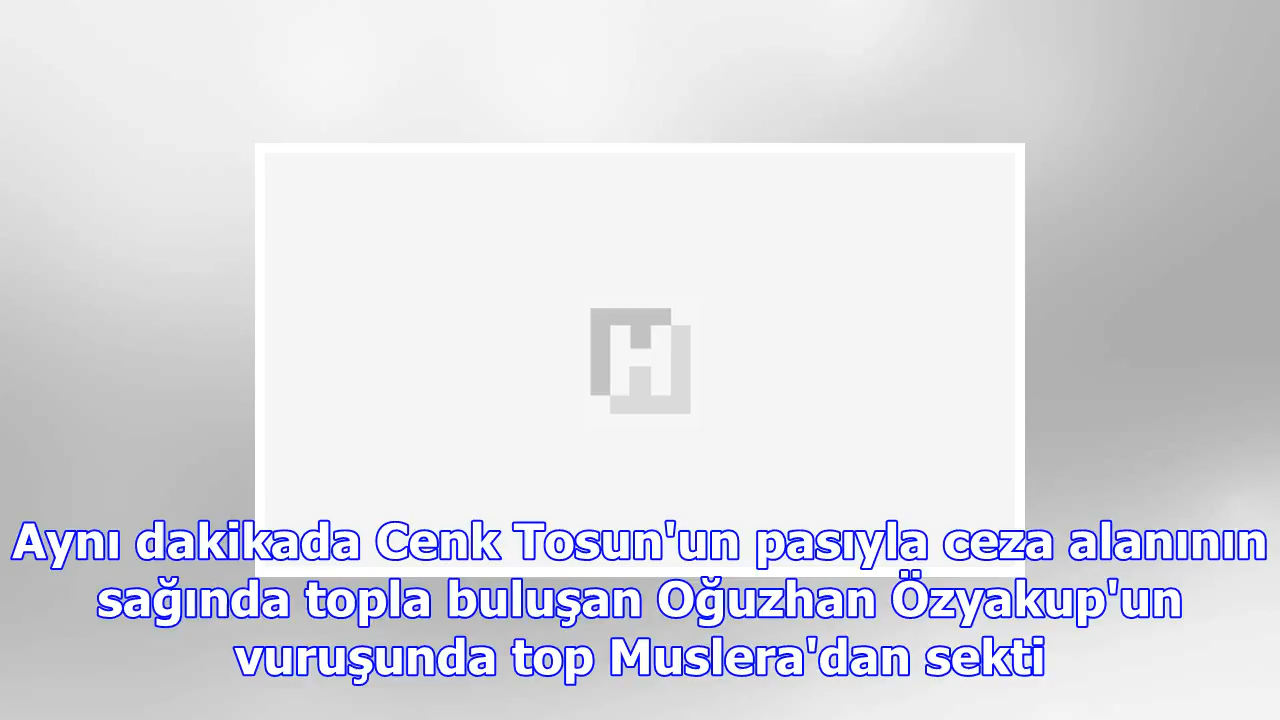 H
Aynı dakikada Cenk Tosun'un pasıyla ceza alanının
sağında topla buluşan Oğuzhan Özyakup'un
vuruşunda top Muslera'dan sekti